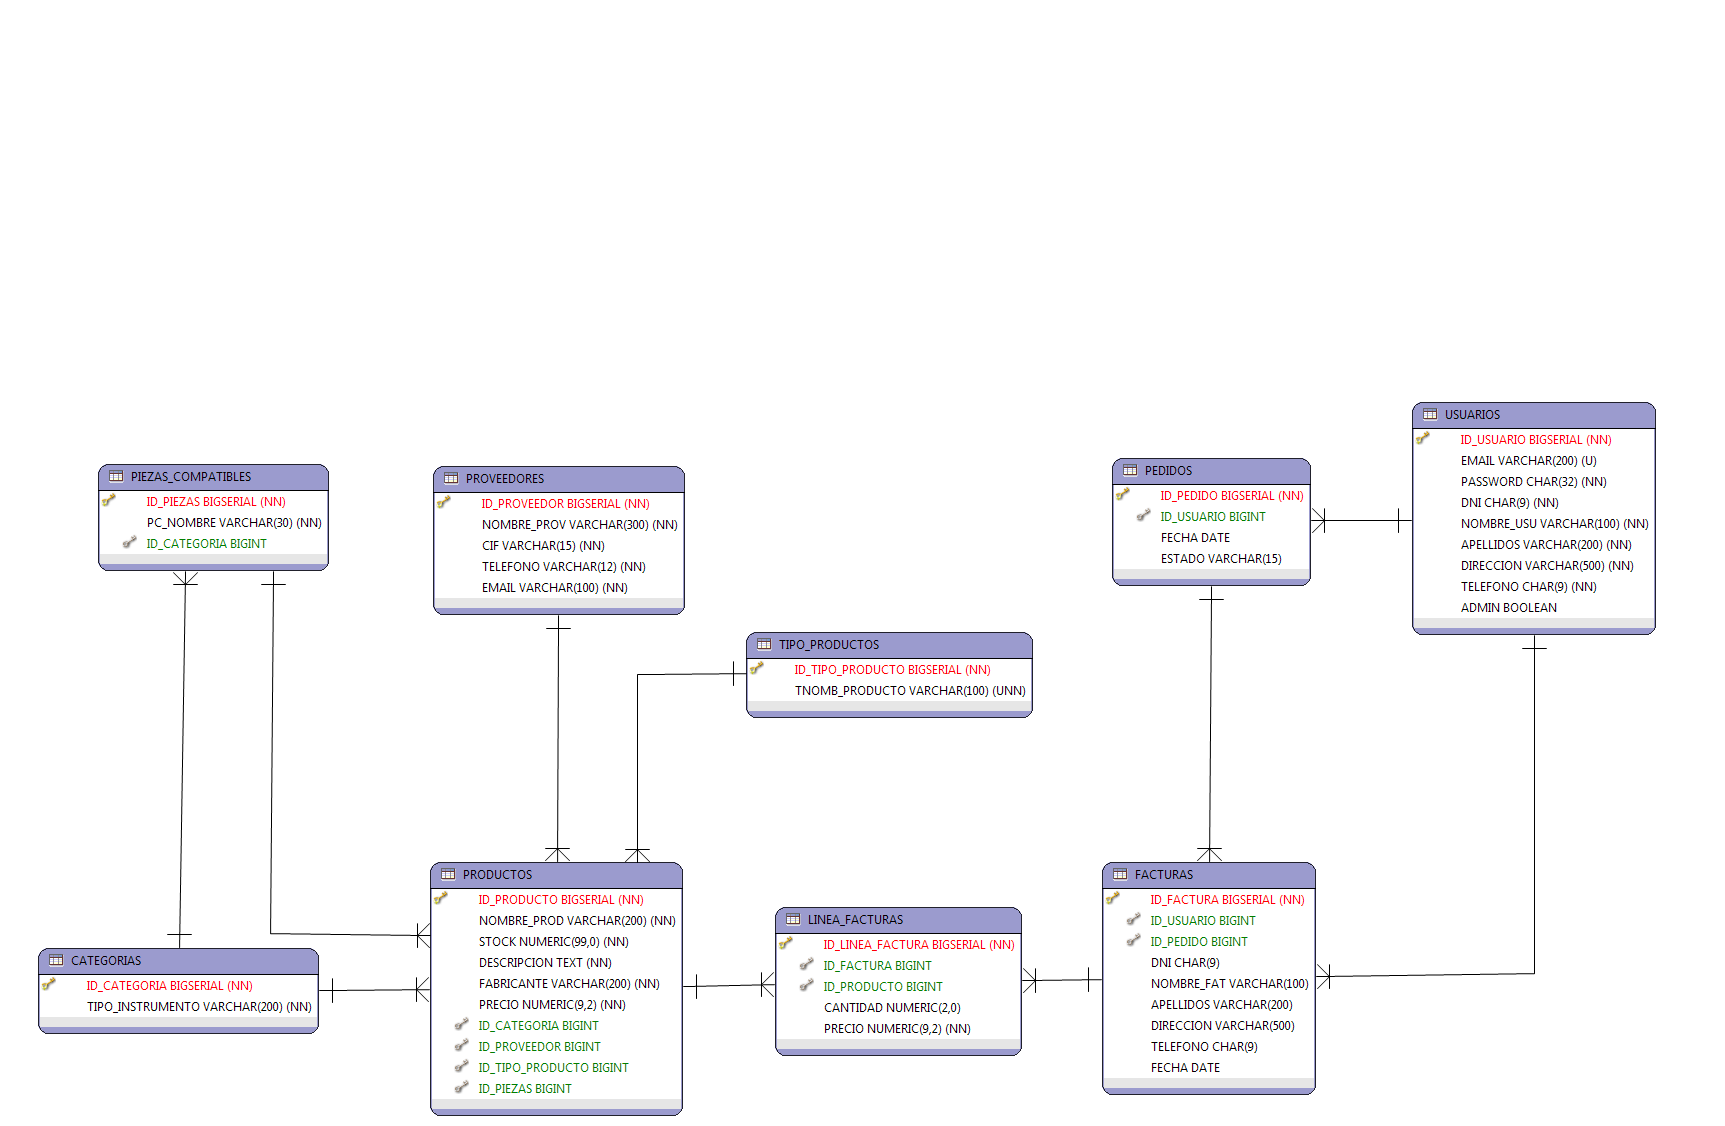 PIEZAS_COMPATIBLES
ID_PIEZAS BIGSERIAL (NN)
PC_NOMBRE VARCHAR(30) (NN)
ID_CATEGORIA BIGINT
PROVEEDORES
ID_PROVEEDOR BIGSERIAL (NN)
NOMBRE_PROV VARCHAR(300) (NN)
CIF VARCHAR(15) (NN)
TELEFONO VARCHAR(12) (NN)
EMAIL VARCHAR(100) (NN)
TIPO_PRODUCTOS
ID_TIPO_PRODUCTO BIGSERIAL (NN)
TNOMB_PRODUCTO VARCHAR(100) (UNN)
PEDIDOS
ID_PEDIDO BIGSERIAL (NN)
ID_USUARIO BIGINT
FECHA DATE
ESTADO VARCHAR(15)
USUARIOS
ID_USUARIO BIGSERIAL (NN)
EMAIL VARCHAR(200) (U)
PASSWORD CHAR(32) (NN)
DNI CHAR(9) (NN)
NOMBRE_USU VARCHAR(100) (NN)
APELLIDOS VARCHAR(200) (NN)
DIRECCION VARCHAR(500) (NN)
TELEFONO CHAR(9) (NN)
ADMIN BOOLEAN
CATEGORIAS
ID_CATEGORIA BIGSERIAL (NN)
TIPO_INSTRUMENTO VARCHAR(200) (NN)
PRODUCTOS
ID_PRODUCTO BIGSERIAL (NN)
NOMBRE_PROD VARCHAR(200) (NN)
STOCK NUMERIC(99,0) (NN)
DESCRIPCION TEXT (NN)
FABRICANTE VARCHAR(200) (NN)
PRECIO NUMERIC(9,2) (NN)
ID_CATEGORIA BIGINT
ID_PROVEEDOR BIGINT
ID_TIPO_PRODUCTO BIGINT
ID_PIEZAS BIGINT
LINEA_FACTURAS
ID_LINEA_FACTURA BIGSERIAL (NN)
ID_FACTURA BIGINT
ID_PRODUCTO BIGINT
CANTIDAD NUMERIC(2,0)
PRECIO NUMERIC(9,2) (NN)
FACTURAS
ID_FACTURA BIGSERIAL (NN)
ID_USUARIO BIGINT
ID_PEDIDO BIGINT
DNI CHAR(9)
NOMBRE_FAT VARCHAR(100)
APELLIDOS VARCHAR(200)
DIRECCION VARCHAR(500)
TELEFONO CHAR(9)
FECHA DATE